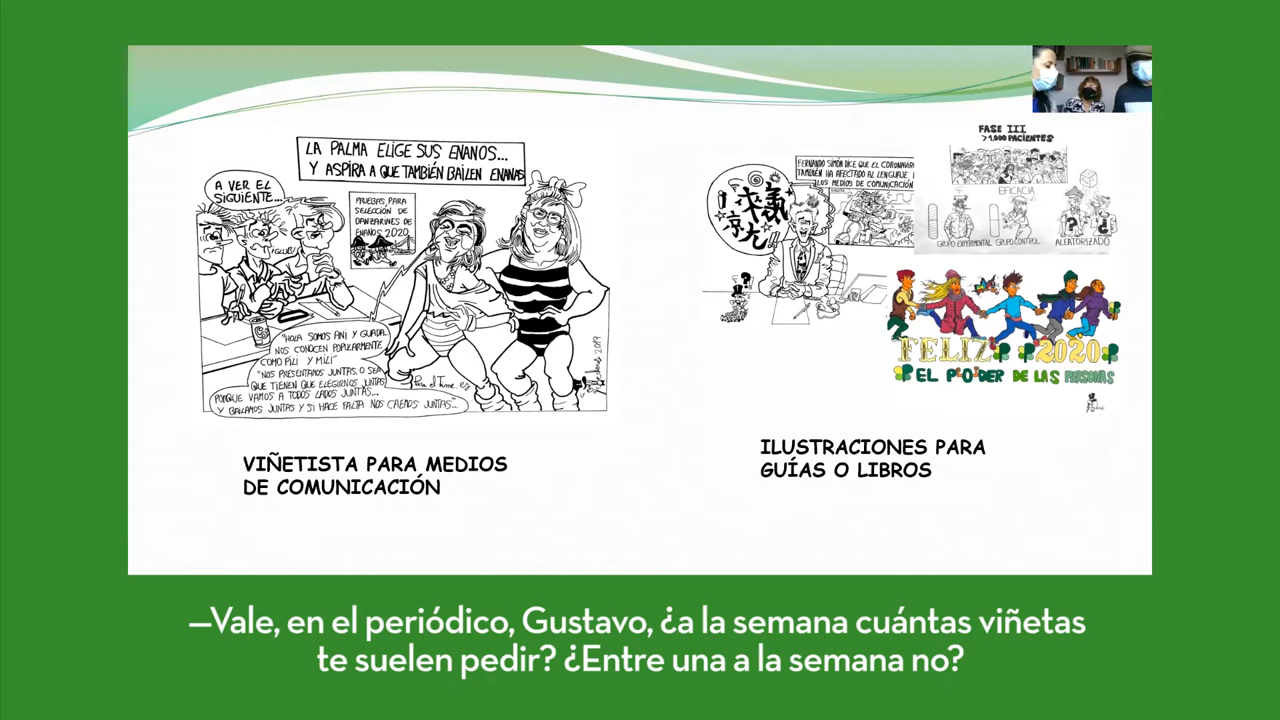 LA PALMA ELIGE SUS ENANOS...
Y ASPIRA A QUE TAMBIÉN BAILEN ENANAS
A VER EL
SIGUIENTE...
PRUEBAS PARA
SELECCIÓN DE
DANZARINES DE
ENANOS 2020
"HOLA SOMOS ANI Y GUADA
NOS CONOCEN POPULARMENTE
COMO PILI Y MILI"
"NOS PRESENTAMOS JUNTAS. O SEA
QUE TIENEN QUE ELEGIRNOS JUNTAS
PORQUE VAMOS A TODOS LADOS JUNTAS...
Y BAILAMOS JUNTAS Y SI HACE FALTA NOS CAEMOS JUNTAS...
2019
VIÑETISTA PARA MEDIOS
DE COMUNICACIÓN
FERNANDO SIMÓN DICE QUE EL CORONAVIRU
TAMBIÉN HA AFECTADO AL LENGUAJE
LOS MEDIOS DE COMUNICACIÓN
FASE III
>1.000 PACIENTES
EFICACIA
GRUPO EXPERIMENTAL GRUPO CONTROL ALEATORIZADO
FELIZ 2020
EL PODER DE LAS PERSONAS
ILUSTRACIONES PARA
GUÍAS O LIBROS
—Vale, en el periódico, Gustavo, ¿a la semana cuántas viñetas
te suelen pedir? ¿Entre una a la semana no?